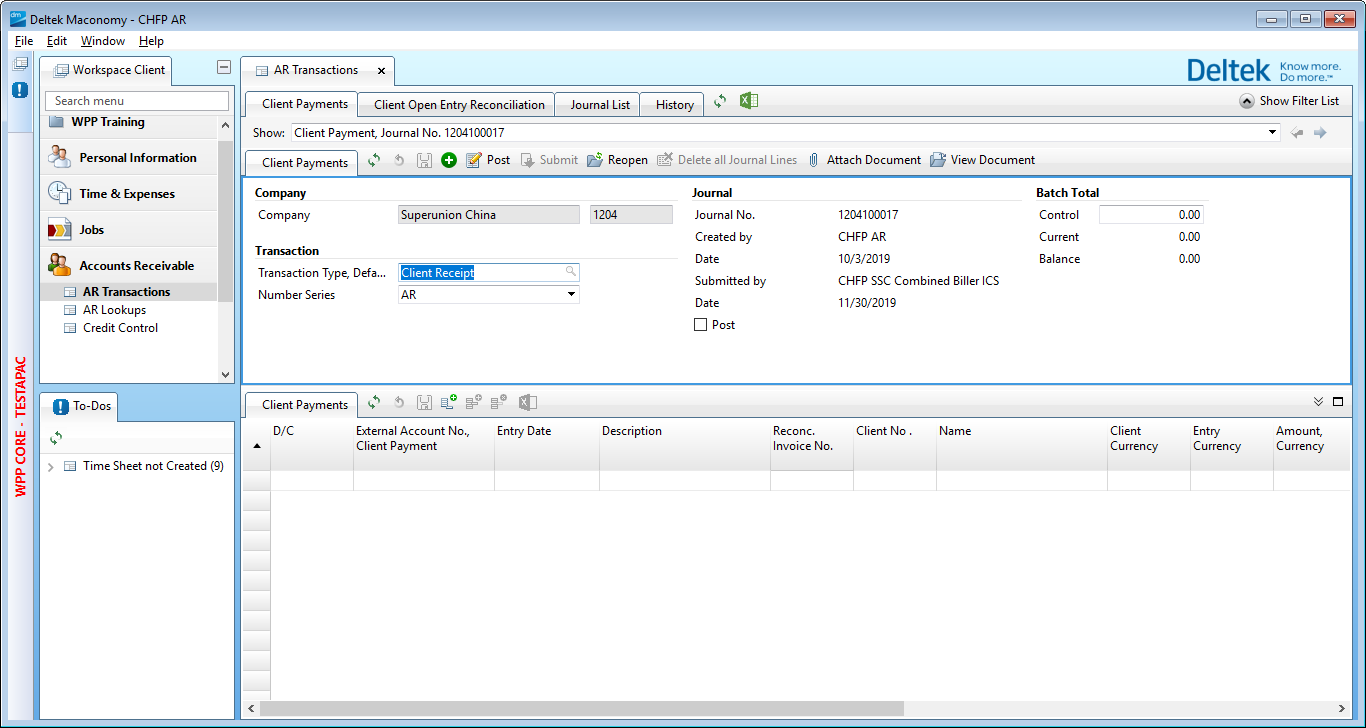 Deltek Maconomy - CHFP AR
File Edit Window Help
Workspace Client
Search menu
WPP Training
Personal Information
Time & Expenses
Jobs
Accounts Receivable
AR Transactions
AR Lookups
Credit Control
WPP CORE - TESTAPAC
To-Dos
Time Sheet not Created (9)
AR Transactions
Deltek Know more.
Do more.™
Client Payments Client Open Entry Reconciliation Journal List History Show Filter List
Show: Client Payment, Journal No. 1204100017
Client Payments Post Submit Reopen Delete all Journal Lines Attach Document View Document
Company
Company Superunion China 1204
Transaction
Transaction Type, Defa... Client Receipt
Number Series AR
Journal
Journal No. 1204100017
Created by CHFP AR
Date 10/3/2019
Submitted by CHFP SSC Combined Biller ICS
Date 11/30/2019
Post
Batch Total
Control 0.00
Current 0.00
Balance 0.00
Client Payments
D/C
External Account No.,
Client Payment
Entry Date
Description
Reconc.
Invoice No.
Client No .
Name
Client
Currency
Entry
Currency
Amount,
Currency